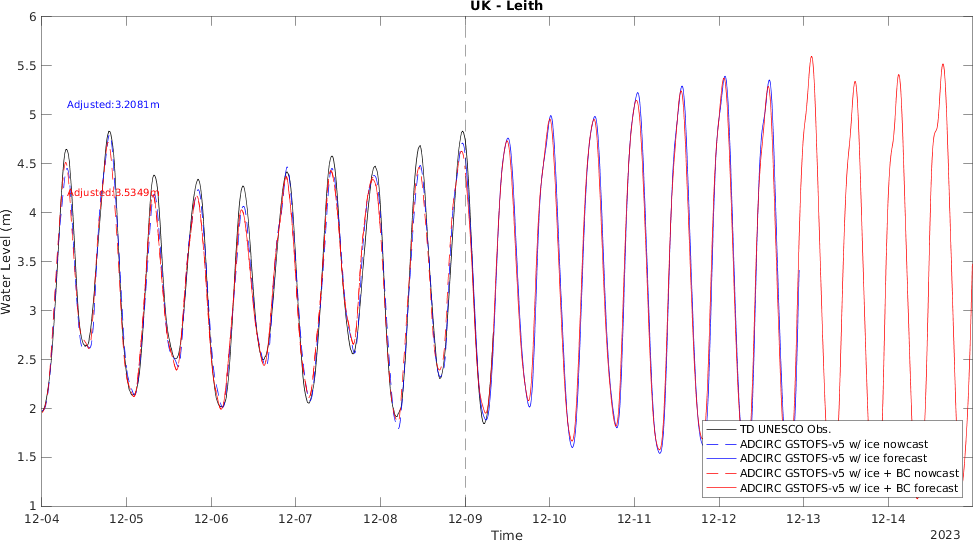 UK - Leith
6
5.5
5
4.5
4
3.5
3
2.5
2
1.5
1
Water Level (m)
Adjusted:3.2081m
Adjusted:3.5349m
TD UNESCO Obs.
ADCIRC GSTOFS-v5 w/ ice nowcast
ADCIRC GSTOFS-v5 w/ ice forecast
ADCIRC GSTOFS-v5 w/ ice + BC nowcast
ADCIRC GSTOFS-v5 w/ ice + BC forecast
12-04 12-05 12-06 12-07 12-08 12-09 12-10 12-11 12-12 12-13 12-14
Time
2023